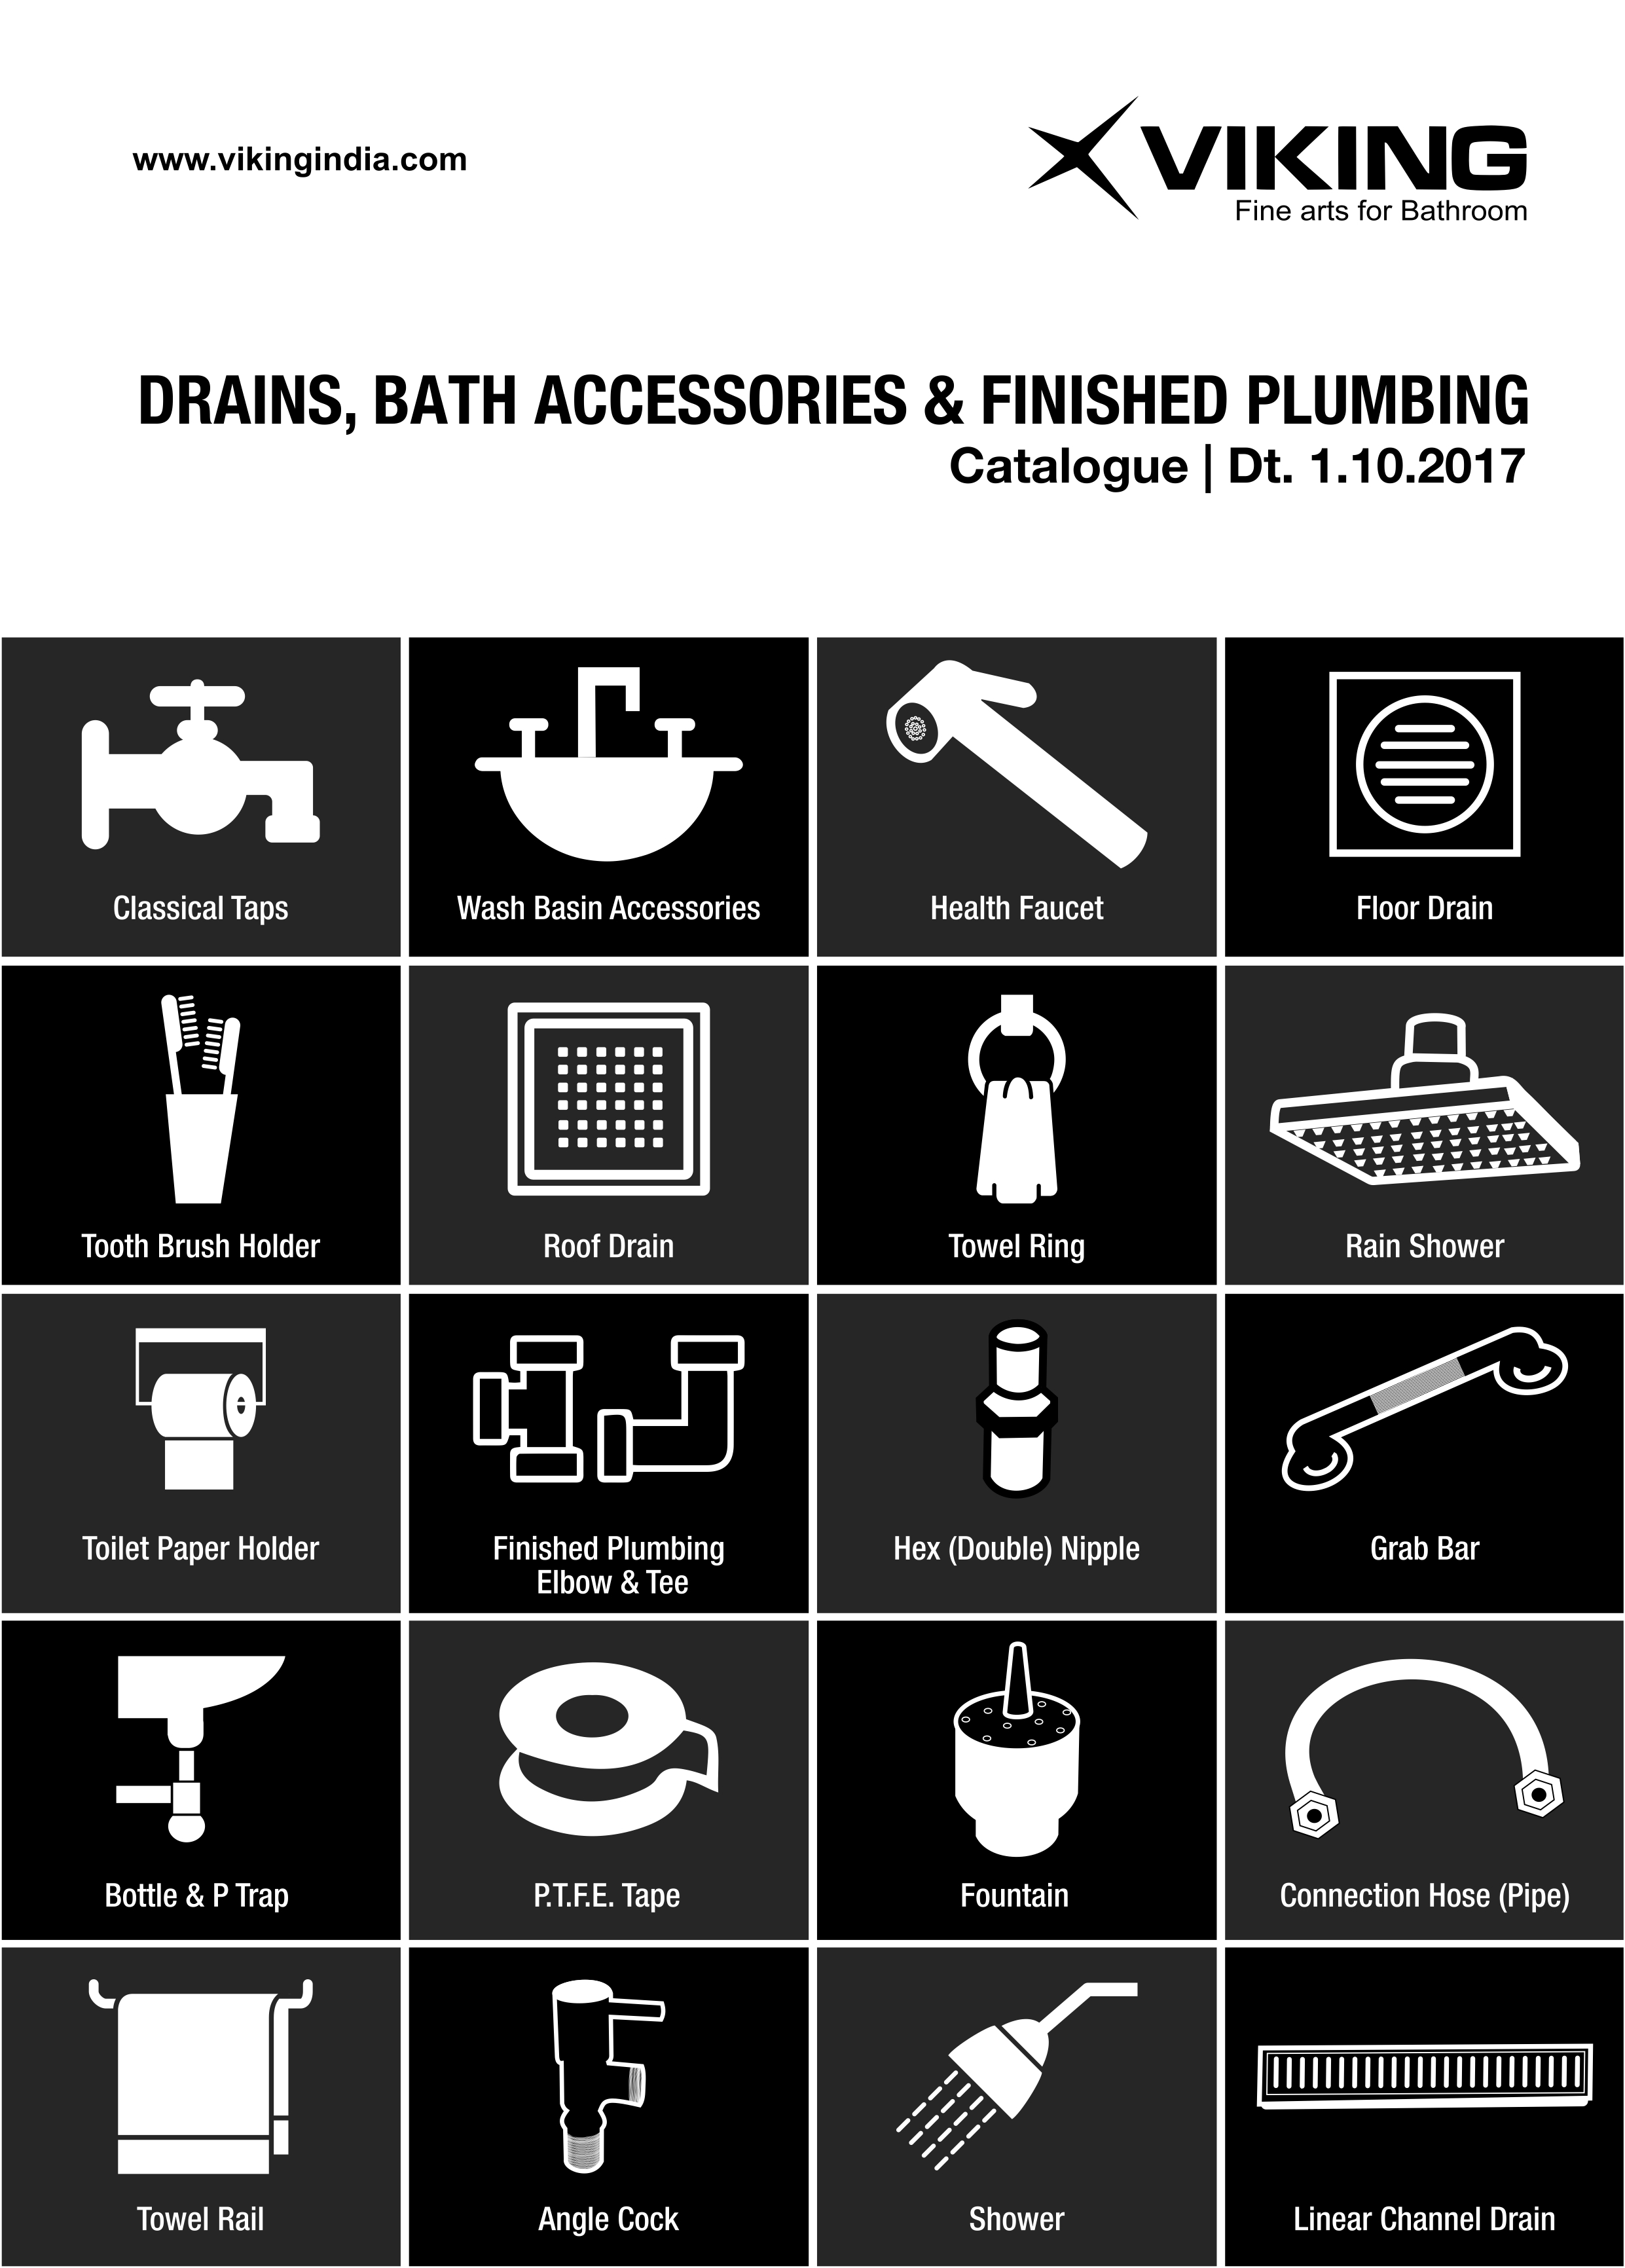 www.vikingindia.com
VIKING
Fine arts for Bathroom
DRAINS, BATH ACCESSORIES & FINISHED PLUMBING
Catalogue | Dt. 1.10.2017
Classical Taps
Wash Basin Accessories
Health Faucet
Floor Drain
Tooth Brush Holder
Roof Drain
Towel Ring
Rain Shower
Toilet Paper Holder
Finished Plumbing
Elbow & Tee
Hex (Double) Nipple
Grab Bar
Bottle & P Trap
P.T.F.E. Tape
Fountain
Connection Hose (Pipe)
Towel Rail
Angle Cock
Shower
Linear Channel Drain